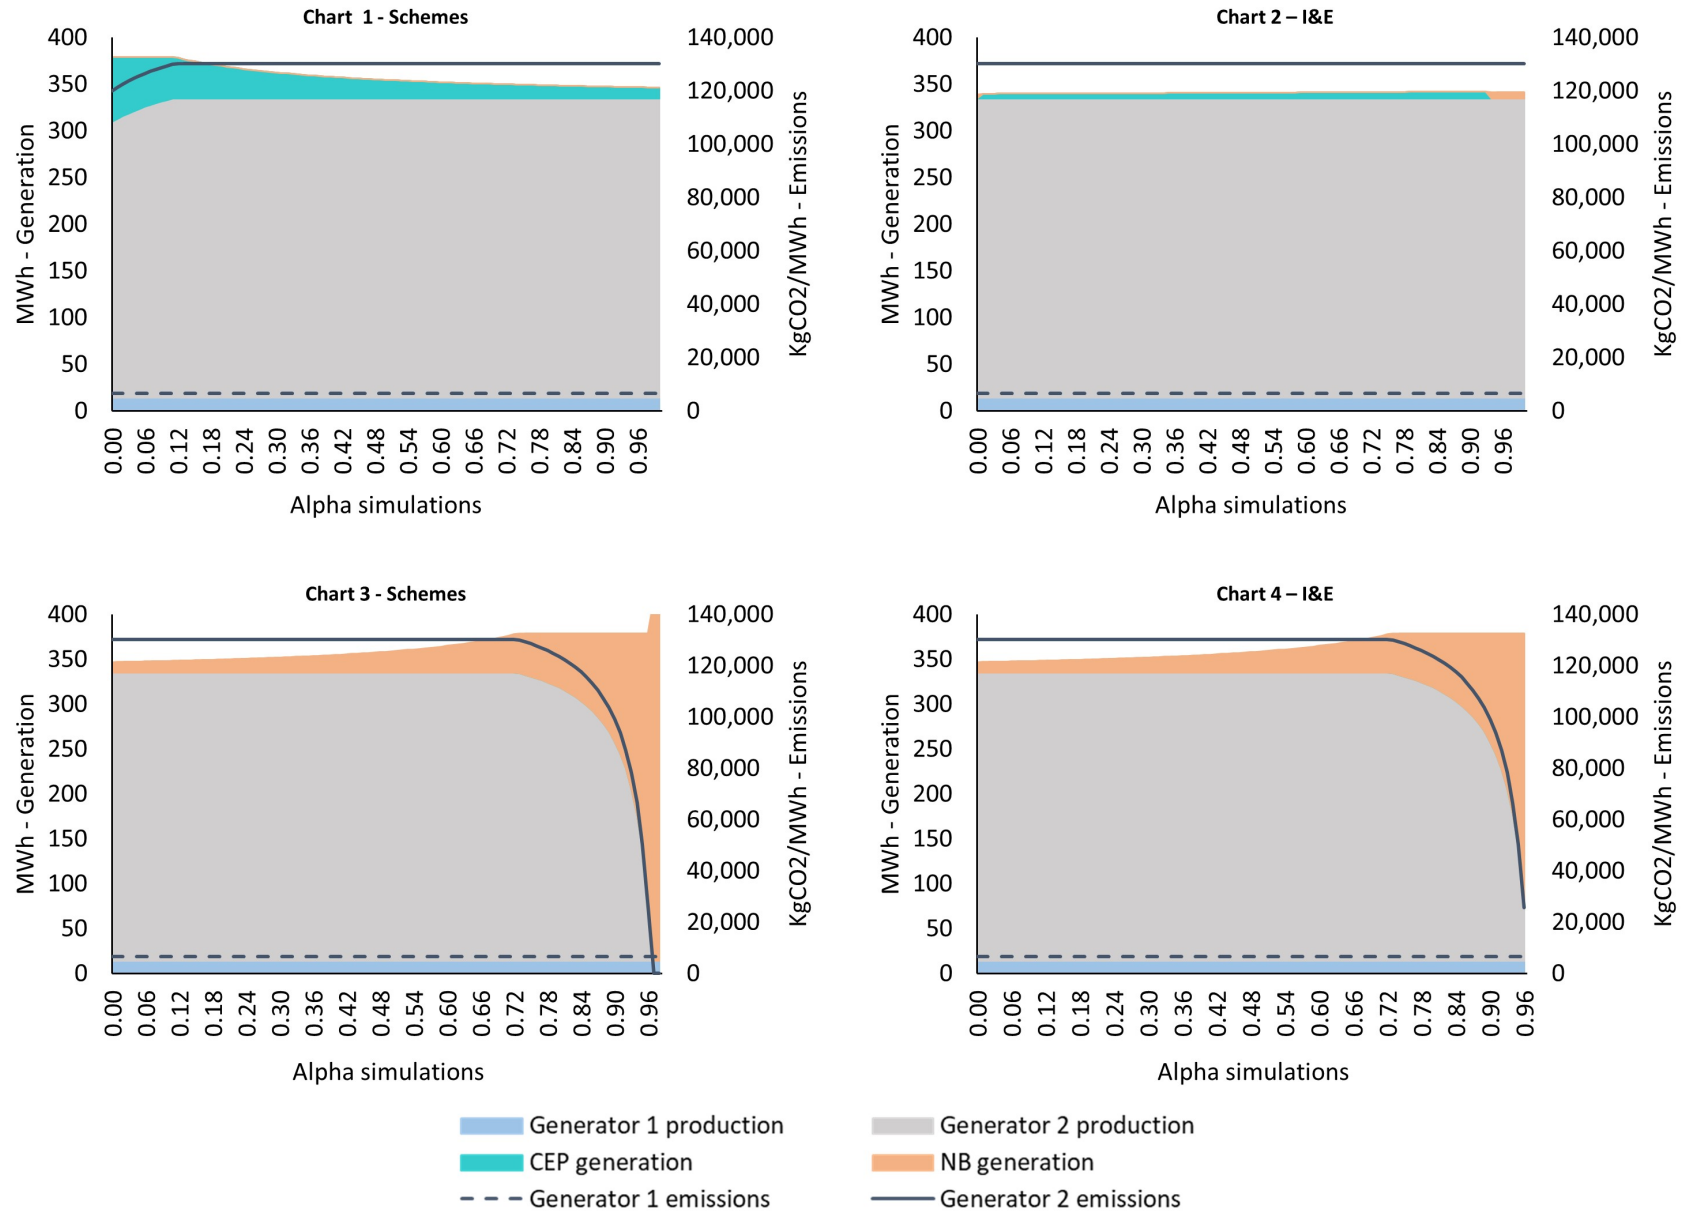 Chart 1 - Schemes
400
350
300
250
200
150
100
50
0
MWh - Generation
140,000
120,000
100,000
80,000
60,000
40,000
20,000
0
KgCO2/MWh - Emissions
0.00 0.06 0.12 0.18 0.24 0.30 0.36 0.42 0.48 0.54 0.60 0.66 0.72 0.78 0.84 0.90 0.96
Alpha simulations
Chart 2 – I&E
400
350
300
250
200
150
100
50
0
MWh - Generation
140,000
120,000
100,000
80,000
60,000
40,000
20,000
0
KgCO2/MWh - Emissions
0.00 0.06 0.12 0.18 0.24 0.30 0.36 0.42 0.48 0.54 0.60 0.66 0.72 0.78 0.84 0.90 0.96
Alpha simulations
Chart 3 - Schemes
400
350
300
250
200
150
100
50
0
MWh - Generation
140,000
120,000
100,000
80,000
60,000
40,000
20,000
0
KgCO2/MWh - Emissions
0.00 0.06 0.12 0.18 0.24 0.30 0.36 0.42 0.48 0.54 0.60 0.66 0.72 0.78 0.84 0.90 0.96
Alpha simulations
Chart 4 – I&E
400
350
300
250
200
150
100
50
0
MWh - Generation
140,000
120,000
100,000
80,000
60,000
40,000
20,000
0
KgCO2/MWh - Emissions
0.00 0.06 0.12 0.18 0.24 0.30 0.36 0.42 0.48 0.54 0.60 0.66 0.72 0.78 0.84 0.90 0.96
Alpha simulations
Generator 1 production
Generator 2 production
CEP generation
NB generation
Generator 1 emissions
Generator 2 emissions